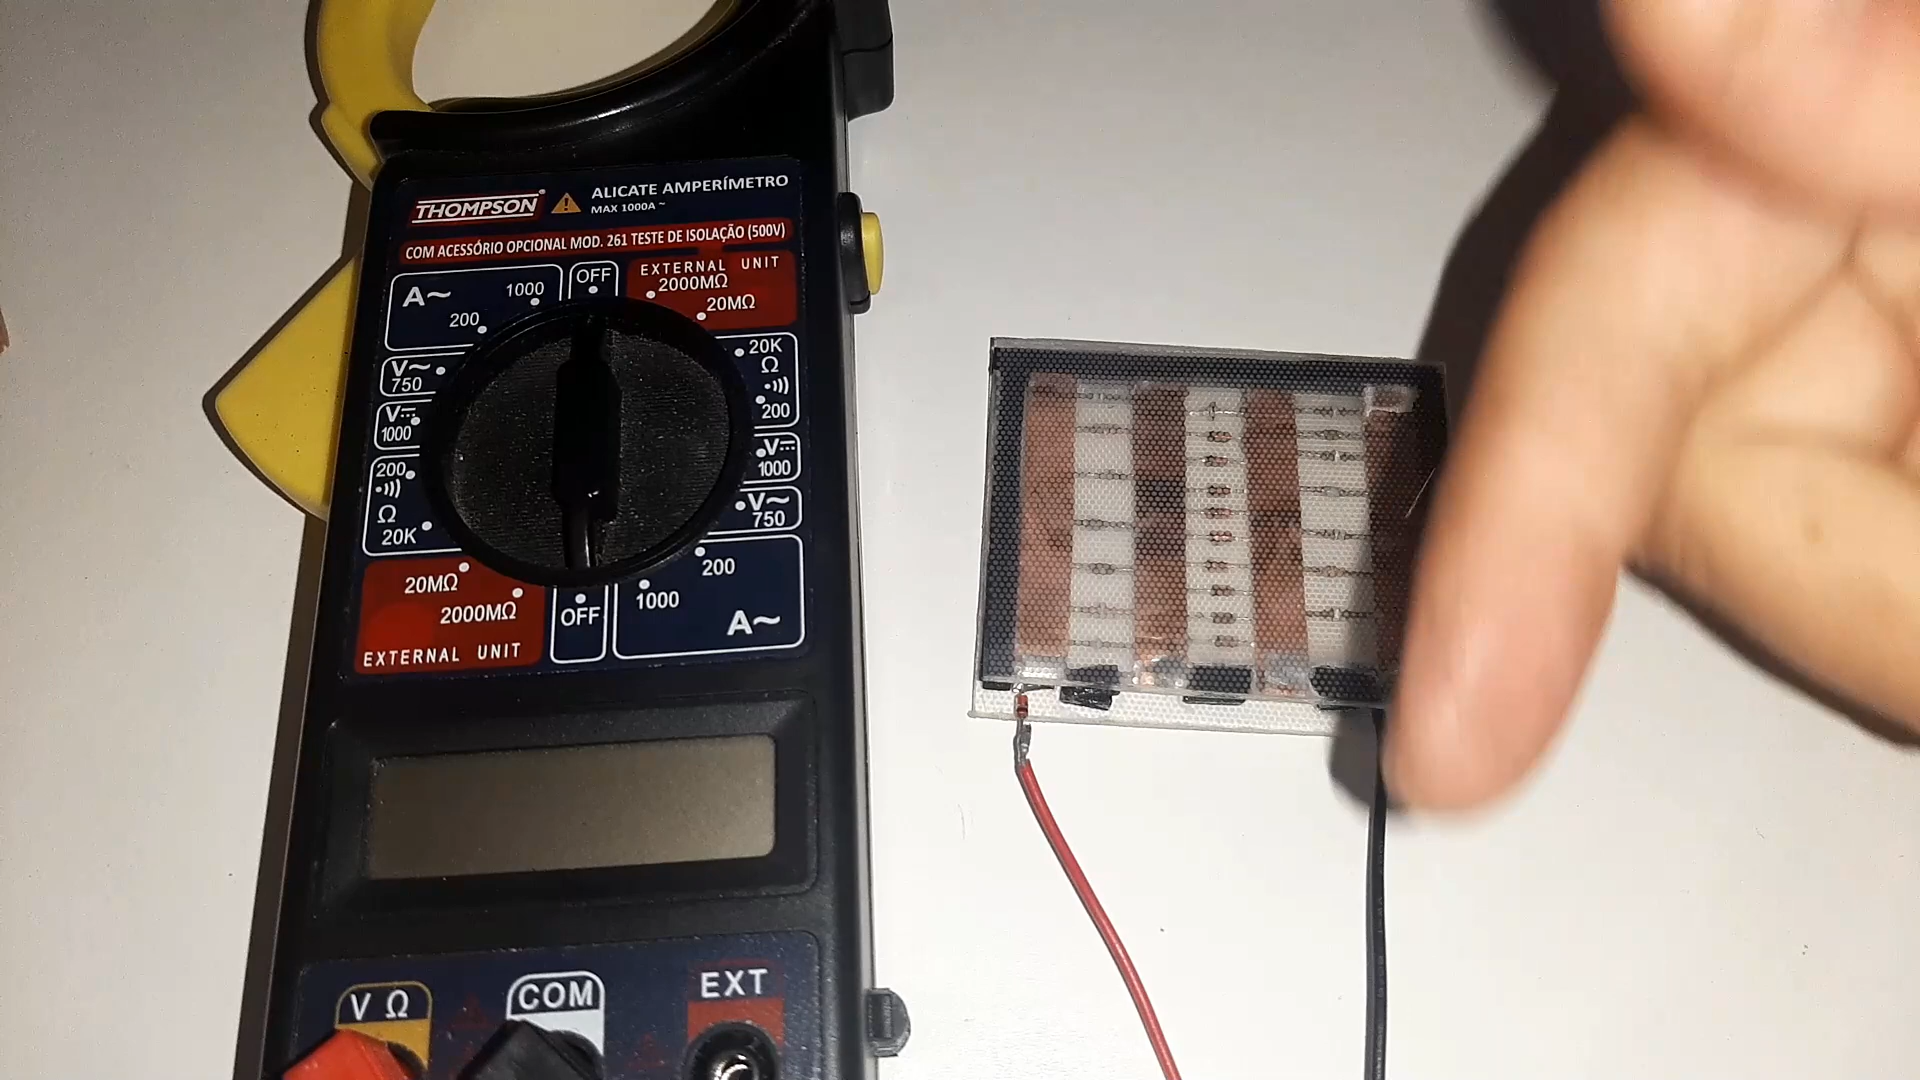 THOMPSON® ALICATE AMPERÍMETRO
MAX 1000A ~
COM ACESSÓRIO OPCIONAL MOD. 261 TESTE DE ISOLAÇÃO (500V)
A~ 1000
200
OFF
EXTERNAL UNIT
2000MΩ
20MΩ
V~
750
V⎓
1000
200
•)))
Ω
20K
20K
Ω
•)))
200
V⎓
1000
V~
750
20MΩ
2000MΩ
EXTERNAL UNIT
OFF
200
1000
A~
V Ω
COM
EXT